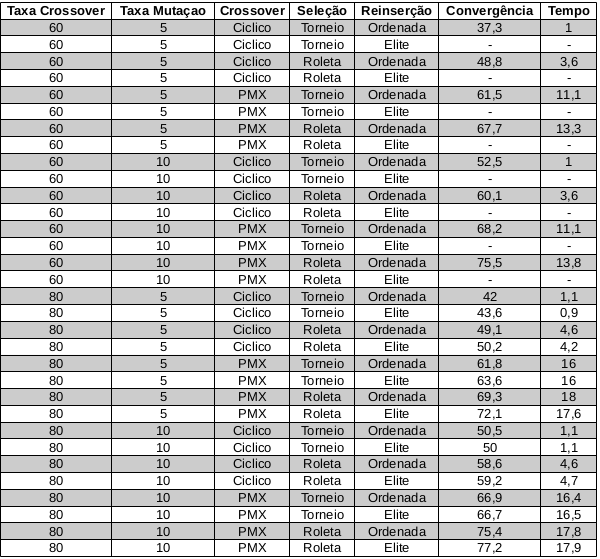 Taxa Crossover Taxa Mutaçao Crossover Seleção Reinserção Convergência Tempo
60 5 Ciclico Torneio Ordenada 37,3 1
60 5 Ciclico Torneio Elite - -
60 5 Ciclico Roleta Ordenada 48,8 3,6
60 5 Ciclico Roleta Elite - -
60 5 PMX Torneio Ordenada 61,5 11,1
60 5 PMX Torneio Elite - -
60 5 PMX Roleta Ordenada 67,7 13,3
60 5 PMX Roleta Elite - -
60 10 Ciclico Torneio Ordenada 52,5 1
60 10 Ciclico Torneio Elite - -
60 10 Ciclico Roleta Ordenada 60,1 3,6
60 10 Ciclico Roleta Elite - -
60 10 PMX Torneio Ordenada 68,2 11,1
60 10 PMX Torneio Elite - -
60 10 PMX Roleta Ordenada 75,5 13,8
60 10 PMX Roleta Elite - -
80 5 Ciclico Torneio Ordenada 42 1,1
80 5 Ciclico Torneio Elite 43,6 0,9
80 5 Ciclico Roleta Ordenada 49,1 4,6
80 5 Ciclico Roleta Elite 50,2 4,2
80 5 PMX Torneio Ordenada 61,8 16
80 5 PMX Torneio Elite 63,6 16
80 5 PMX Roleta Ordenada 69,3 18
80 5 PMX Roleta Elite 72,1 17,6
80 10 Ciclico Torneio Ordenada 50,5 1,1
80 10 Ciclico Torneio Elite 50 1,1
80 10 Ciclico Roleta Ordenada 58,6 4,6
80 10 Ciclico Roleta Elite 59,2 4,7
80 10 PMX Torneio Ordenada 66,9 16,4
80 10 PMX Torneio Elite 66,7 16,5
80 10 PMX Roleta Ordenada 75,4 17,8
80 10 PMX Roleta Elite 77,2 17,9